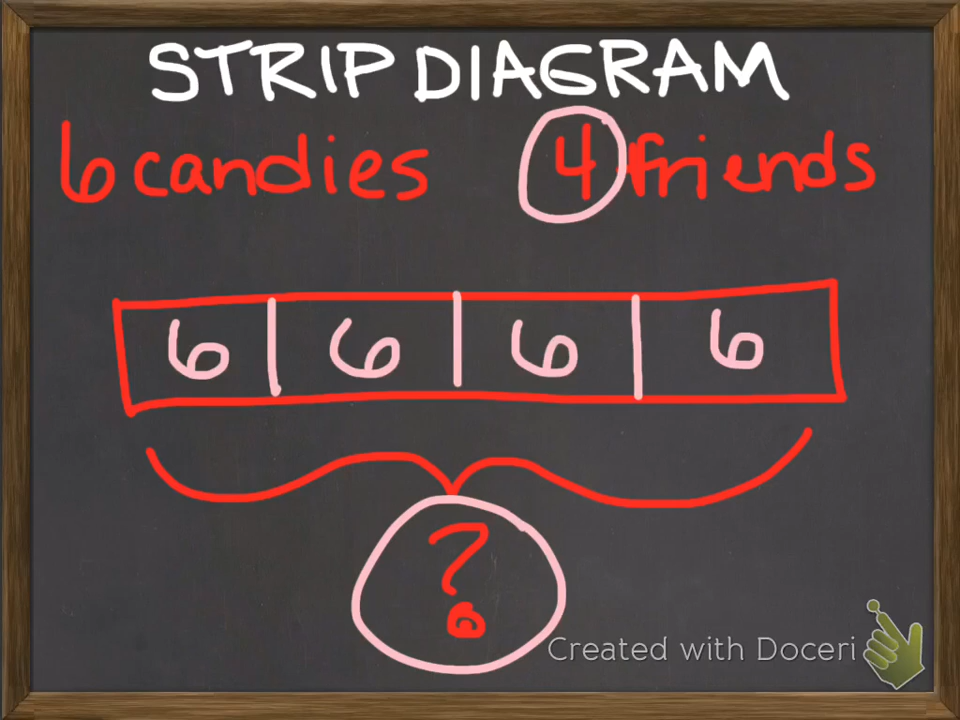 STRIP DIAGRAM
6 candies 4 friends
6 6 6 6
?
Created with Doceri